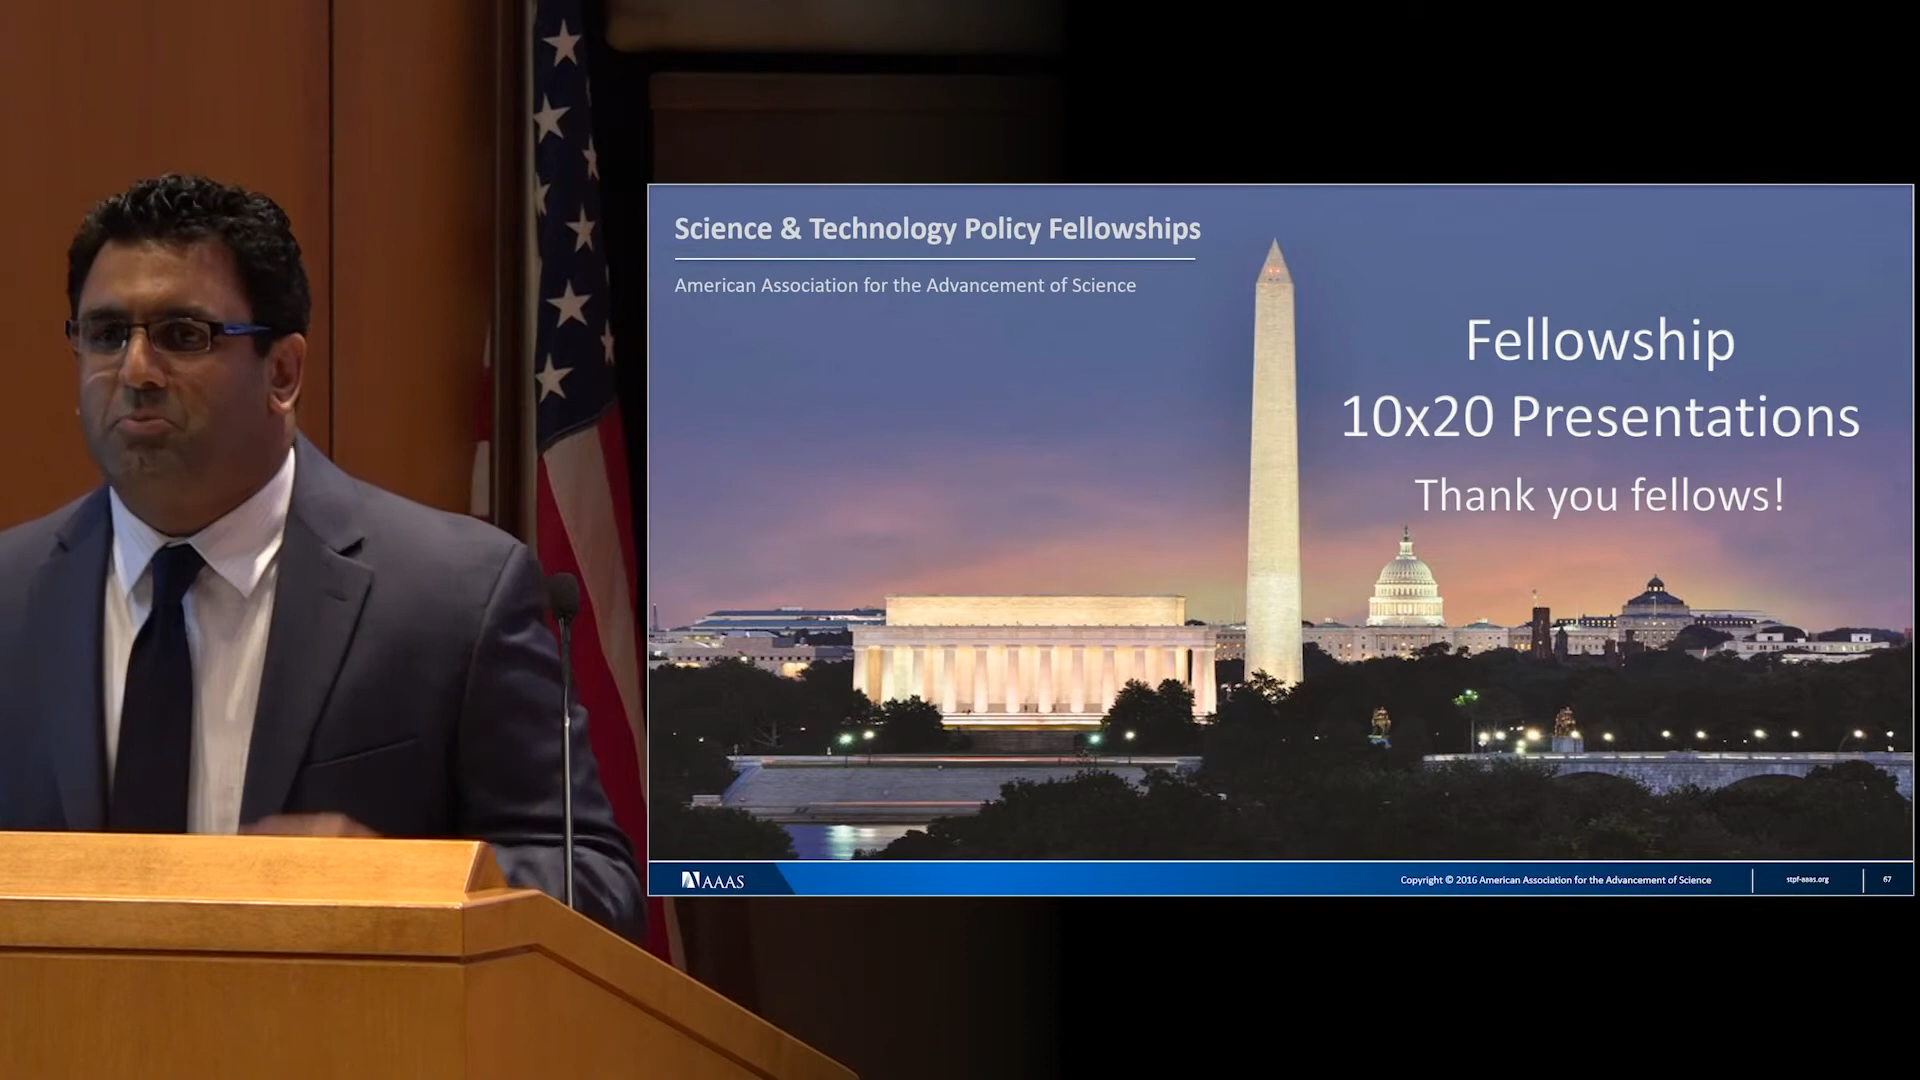 Science & Technology Policy Fellowships
American Association for the Advancement of Science
Fellowship
10x20 Presentations
Thank you fellows!
AAAS
Copyright © 2016 American Association for the Advancement of Science
stpf-aaas.org
67